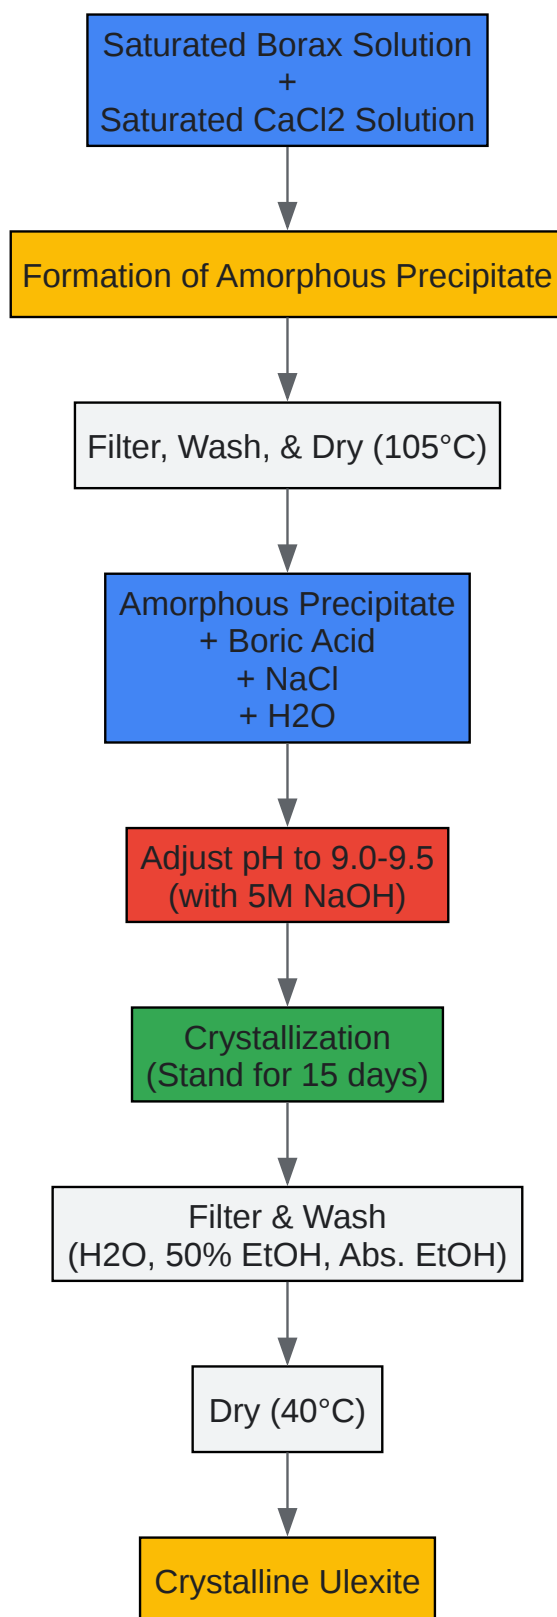 Saturated Borax Solution
+
Saturated CaCl2 Solution
Formation of Amorphous Precipitate
Filter, Wash, & Dry (105°C)
Amorphous Precipitate
+ Boric Acid
+ NaCl
+ H2O
Adjust pH to 9.0-9.5
(with 5M NaOH)
Crystallization
(Stand for 15 days)
Filter & Wash
(H2O, 50% EtOH, Abs. EtOH)
Dry (40°C)
Crystalline Ulexite